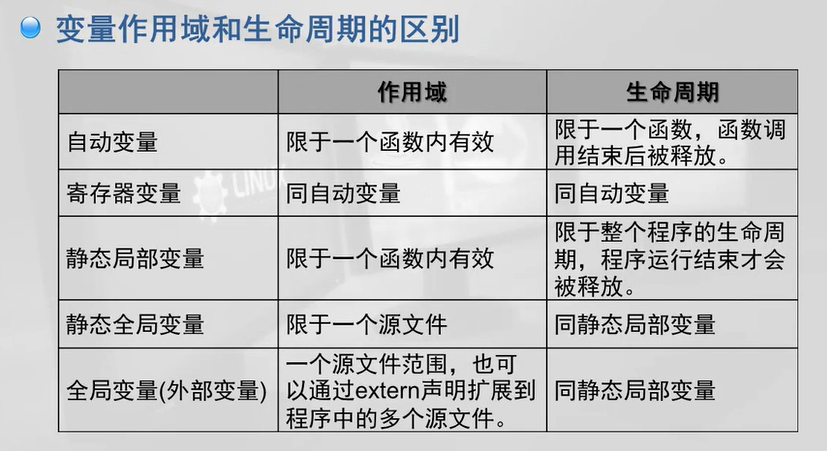 变量作用域和生命周期的区别
作用域
生命周期
自动变量
限于一个函数内有效
限于一个函数，函数调
用结束后被释放。
寄存器变量
同自动变量
同自动变量
静态局部变量
限于一个函数内有效
限于整个程序的生命周
期，程序运行结束才会
被释放。
静态全局变量
限于一个源文件
同静态局部变量
全局变量(外部变量)
一个源文件范围，也可
以通过extern声明扩展到
程序中的多个源文件。
同静态局部变量
LINUX